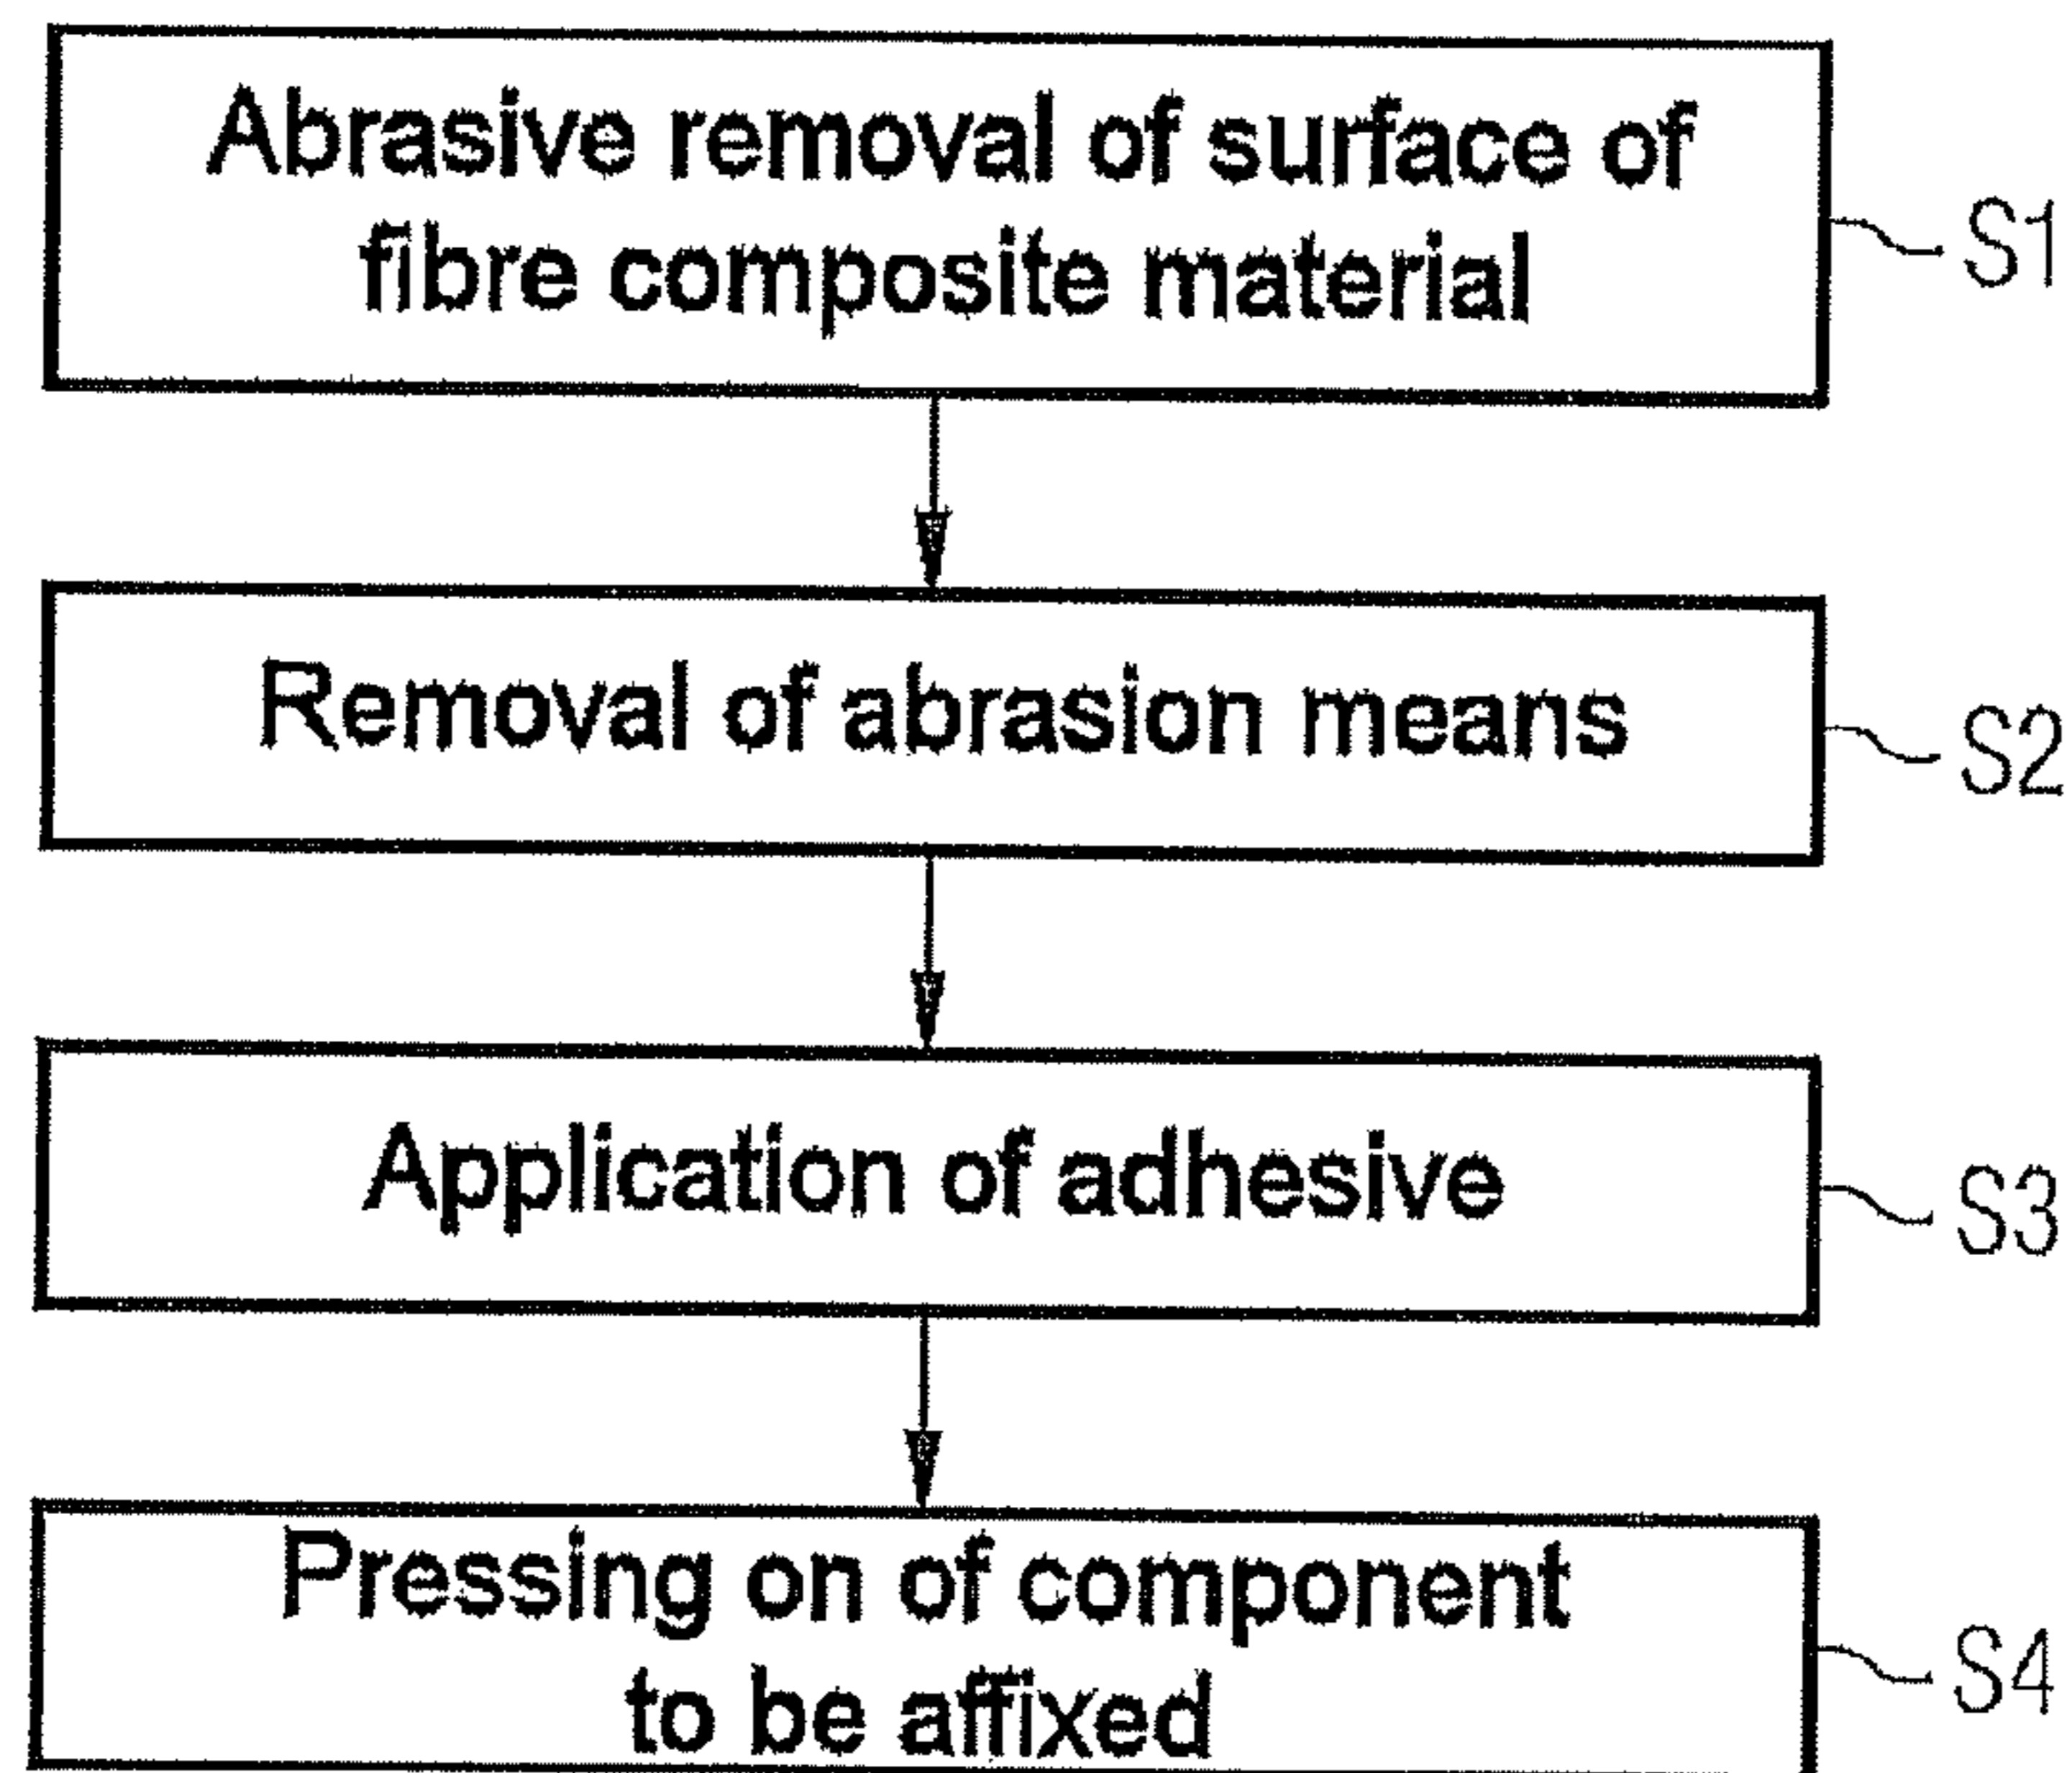 Abrasive removal of surface of
fibre composite material
S1
Removal of abrasion means
S2
Application of adhesive
S3
Pressing on of component
to be affixed
S4